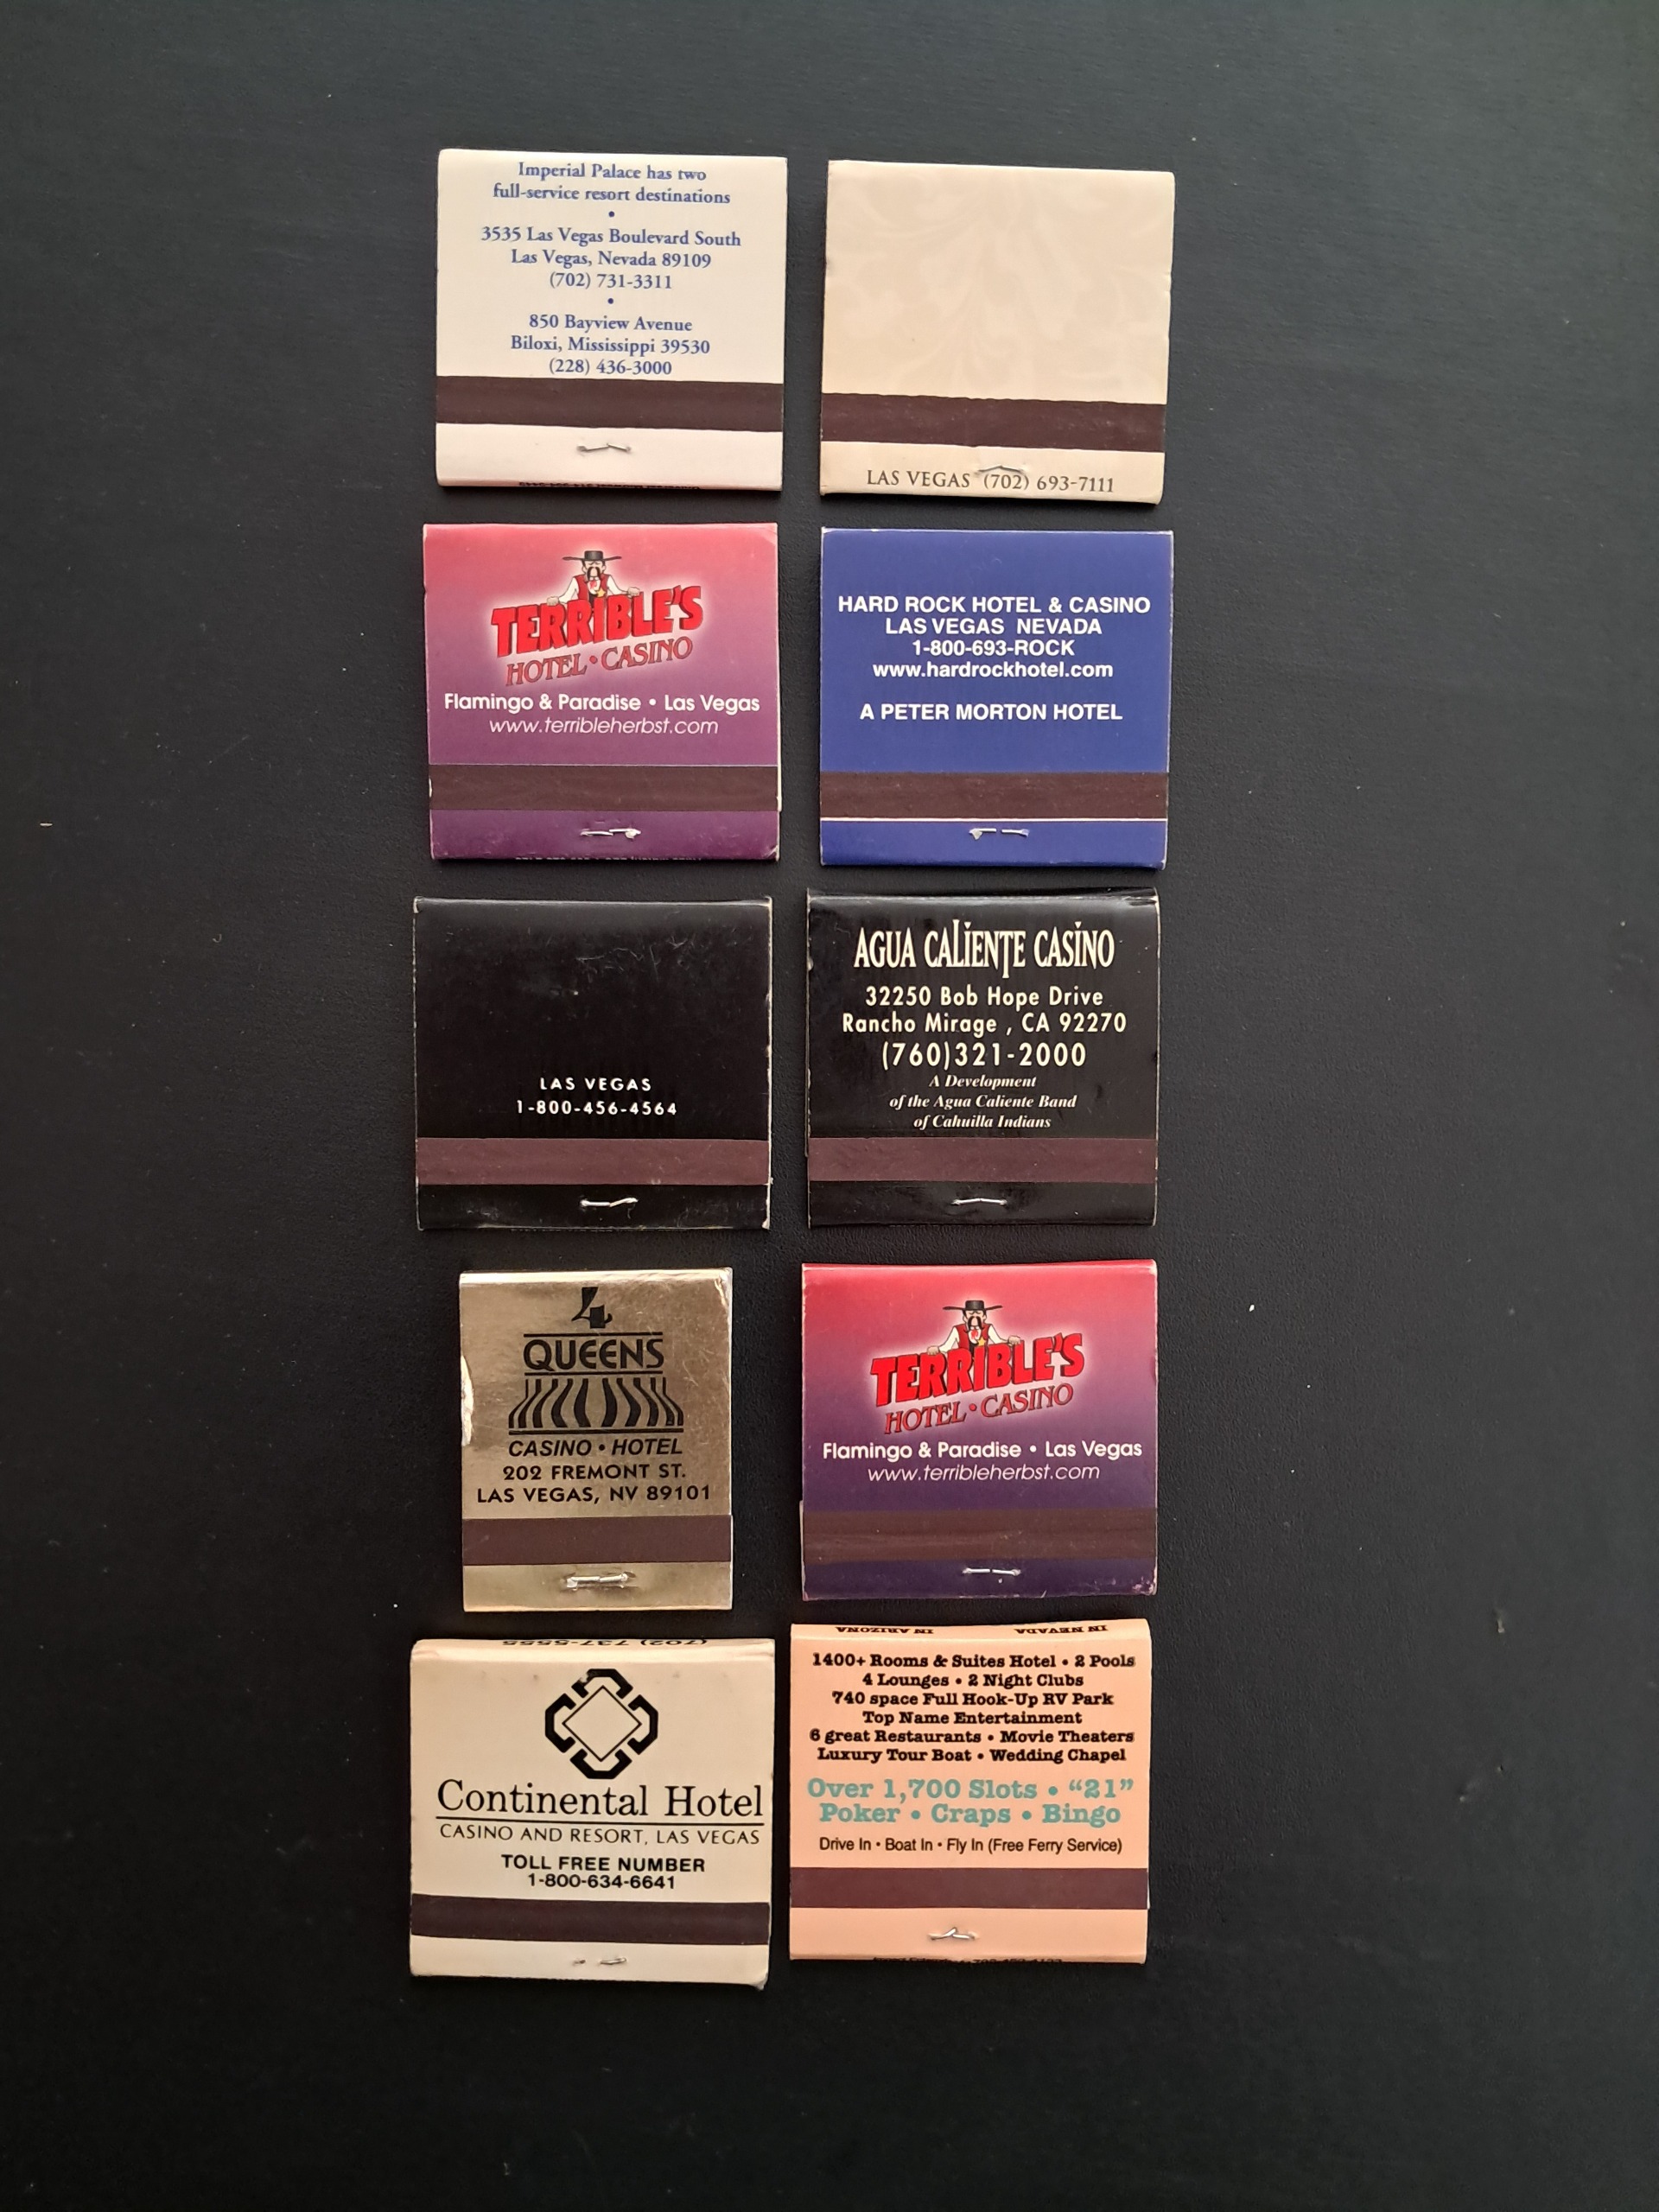 Imperial Palace has two
full-service resort destinations
•
3535 Las Vegas Boulevard South
Las Vegas, Nevada 89109
(702) 731-3311
•
850 Bayview Avenue
Biloxi, Mississippi 39530
(228) 436-3000
LAS VEGAS (702) 693-7111
TERRIBLE'S
HOTEL • CASINO
Flamingo & Paradise • Las Vegas
www.terribleherbst.com
HARD ROCK HOTEL & CASINO
LAS VEGAS NEVADA
1-800-693-ROCK
www.hardrockhotel.com
A PETER MORTON HOTEL
LAS VEGAS
1-800-456-4564
AGUA CALIENTE CASINO
32250 Bob Hope Drive
Rancho Mirage , CA 92270
(760)321-2000
A Development
of the Agua Caliente Band
of Cahuilla Indians
4
QUEENS
CASINO • HOTEL
202 FREMONT ST.
LAS VEGAS, NV 89101
TERRIBLE'S
HOTEL • CASINO
Flamingo & Paradise • Las Vegas
www.terribleherbst.com
(702) 737-5555
Continental Hotel
CASINO AND RESORT, LAS VEGAS
TOLL FREE NUMBER
1-800-634-6641
IN ARIZONA IN NEVADA
1400+ Rooms & Suites Hotel • 2 Pools
4 Lounges • 2 Night Clubs
740 space Full Hook-Up RV Park
Top Name Entertainment
6 great Restaurants • Movie Theaters
Luxury Tour Boat • Wedding Chapel
Over 1,700 Slots • “21”
Poker • Craps • Bingo
Drive In • Boat In • Fly In (Free Ferry Service)